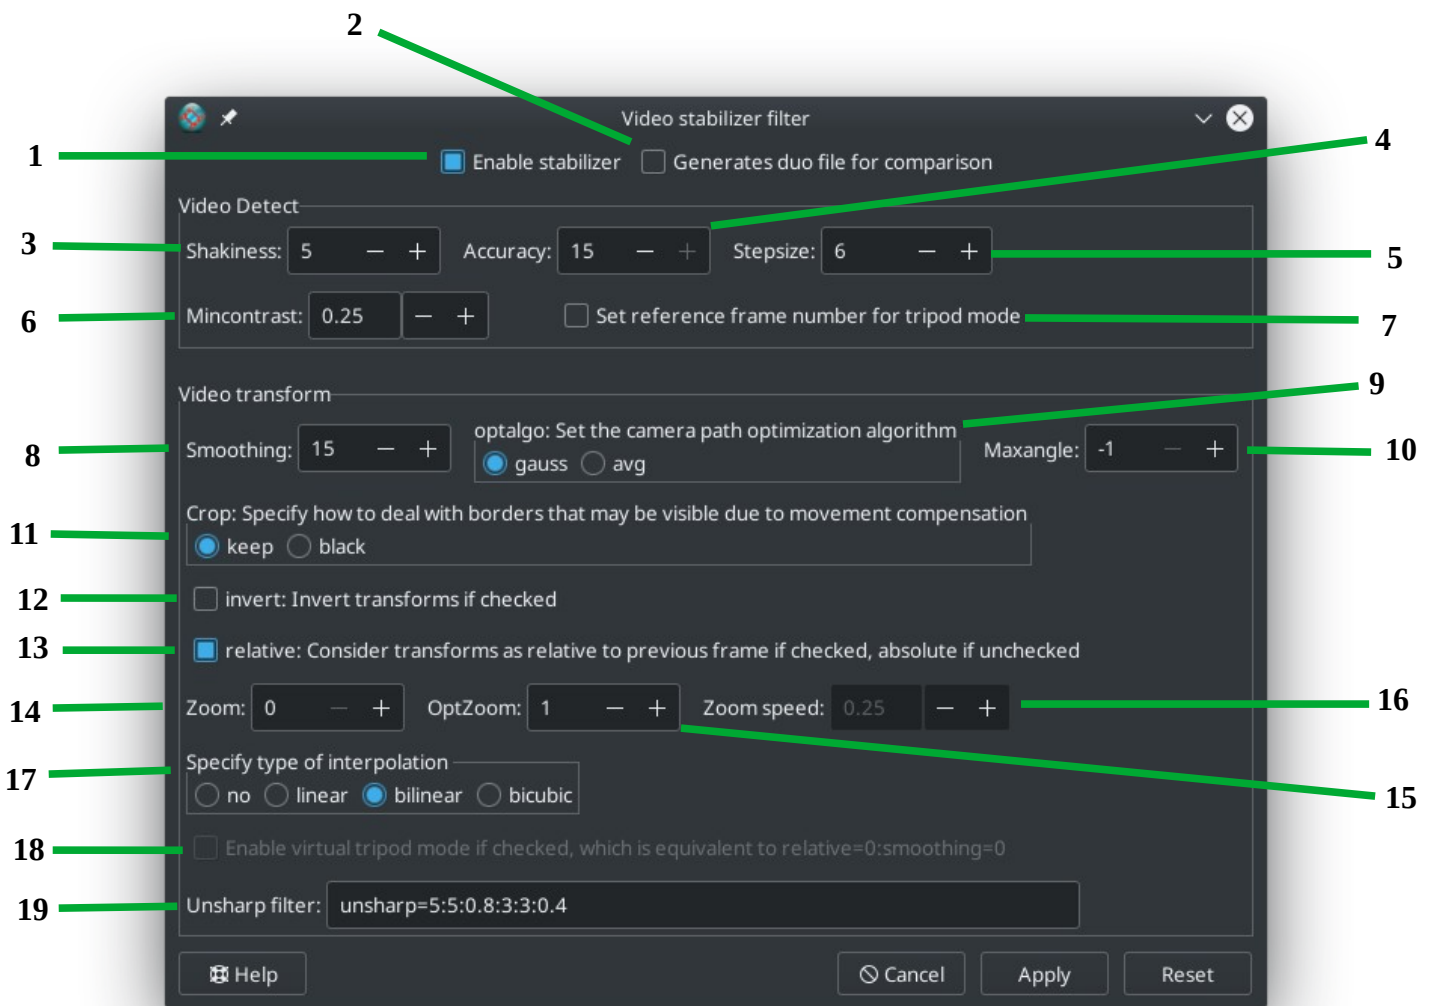 2
Video stabilizer filter
1
Enable stabilizer
Generates duo file for comparison
4
Video Detect
3
Shakiness: 5 − +
Accuracy: 15 − +
Stepsize: 6 − +
5
6
Mincontrast: 0.25 − +
Set reference frame number for tripod mode
7
Video transform
9
8
Smoothing: 15 − +
optalgo: Set the camera path optimization algorithm
gauss avg
Maxangle: -1 − +
10
Crop: Specify how to deal with borders that may be visible due to movement compensation
11
keep black
12
invert: Invert transforms if checked
13
relative: Consider transforms as relative to previous frame if checked, absolute if unchecked
14
Zoom: 0 − +
OptZoom: 1 − +
Zoom speed: 0.25 − +
16
Specify type of interpolation
17
no linear bilinear bicubic
15
18
Enable virtual tripod mode if checked, which is equivalent to relative=0:smoothing=0
19
Unsharp filter: unsharp=5:5:0.8:3:3:0.4
Help
Cancel
Apply
Reset